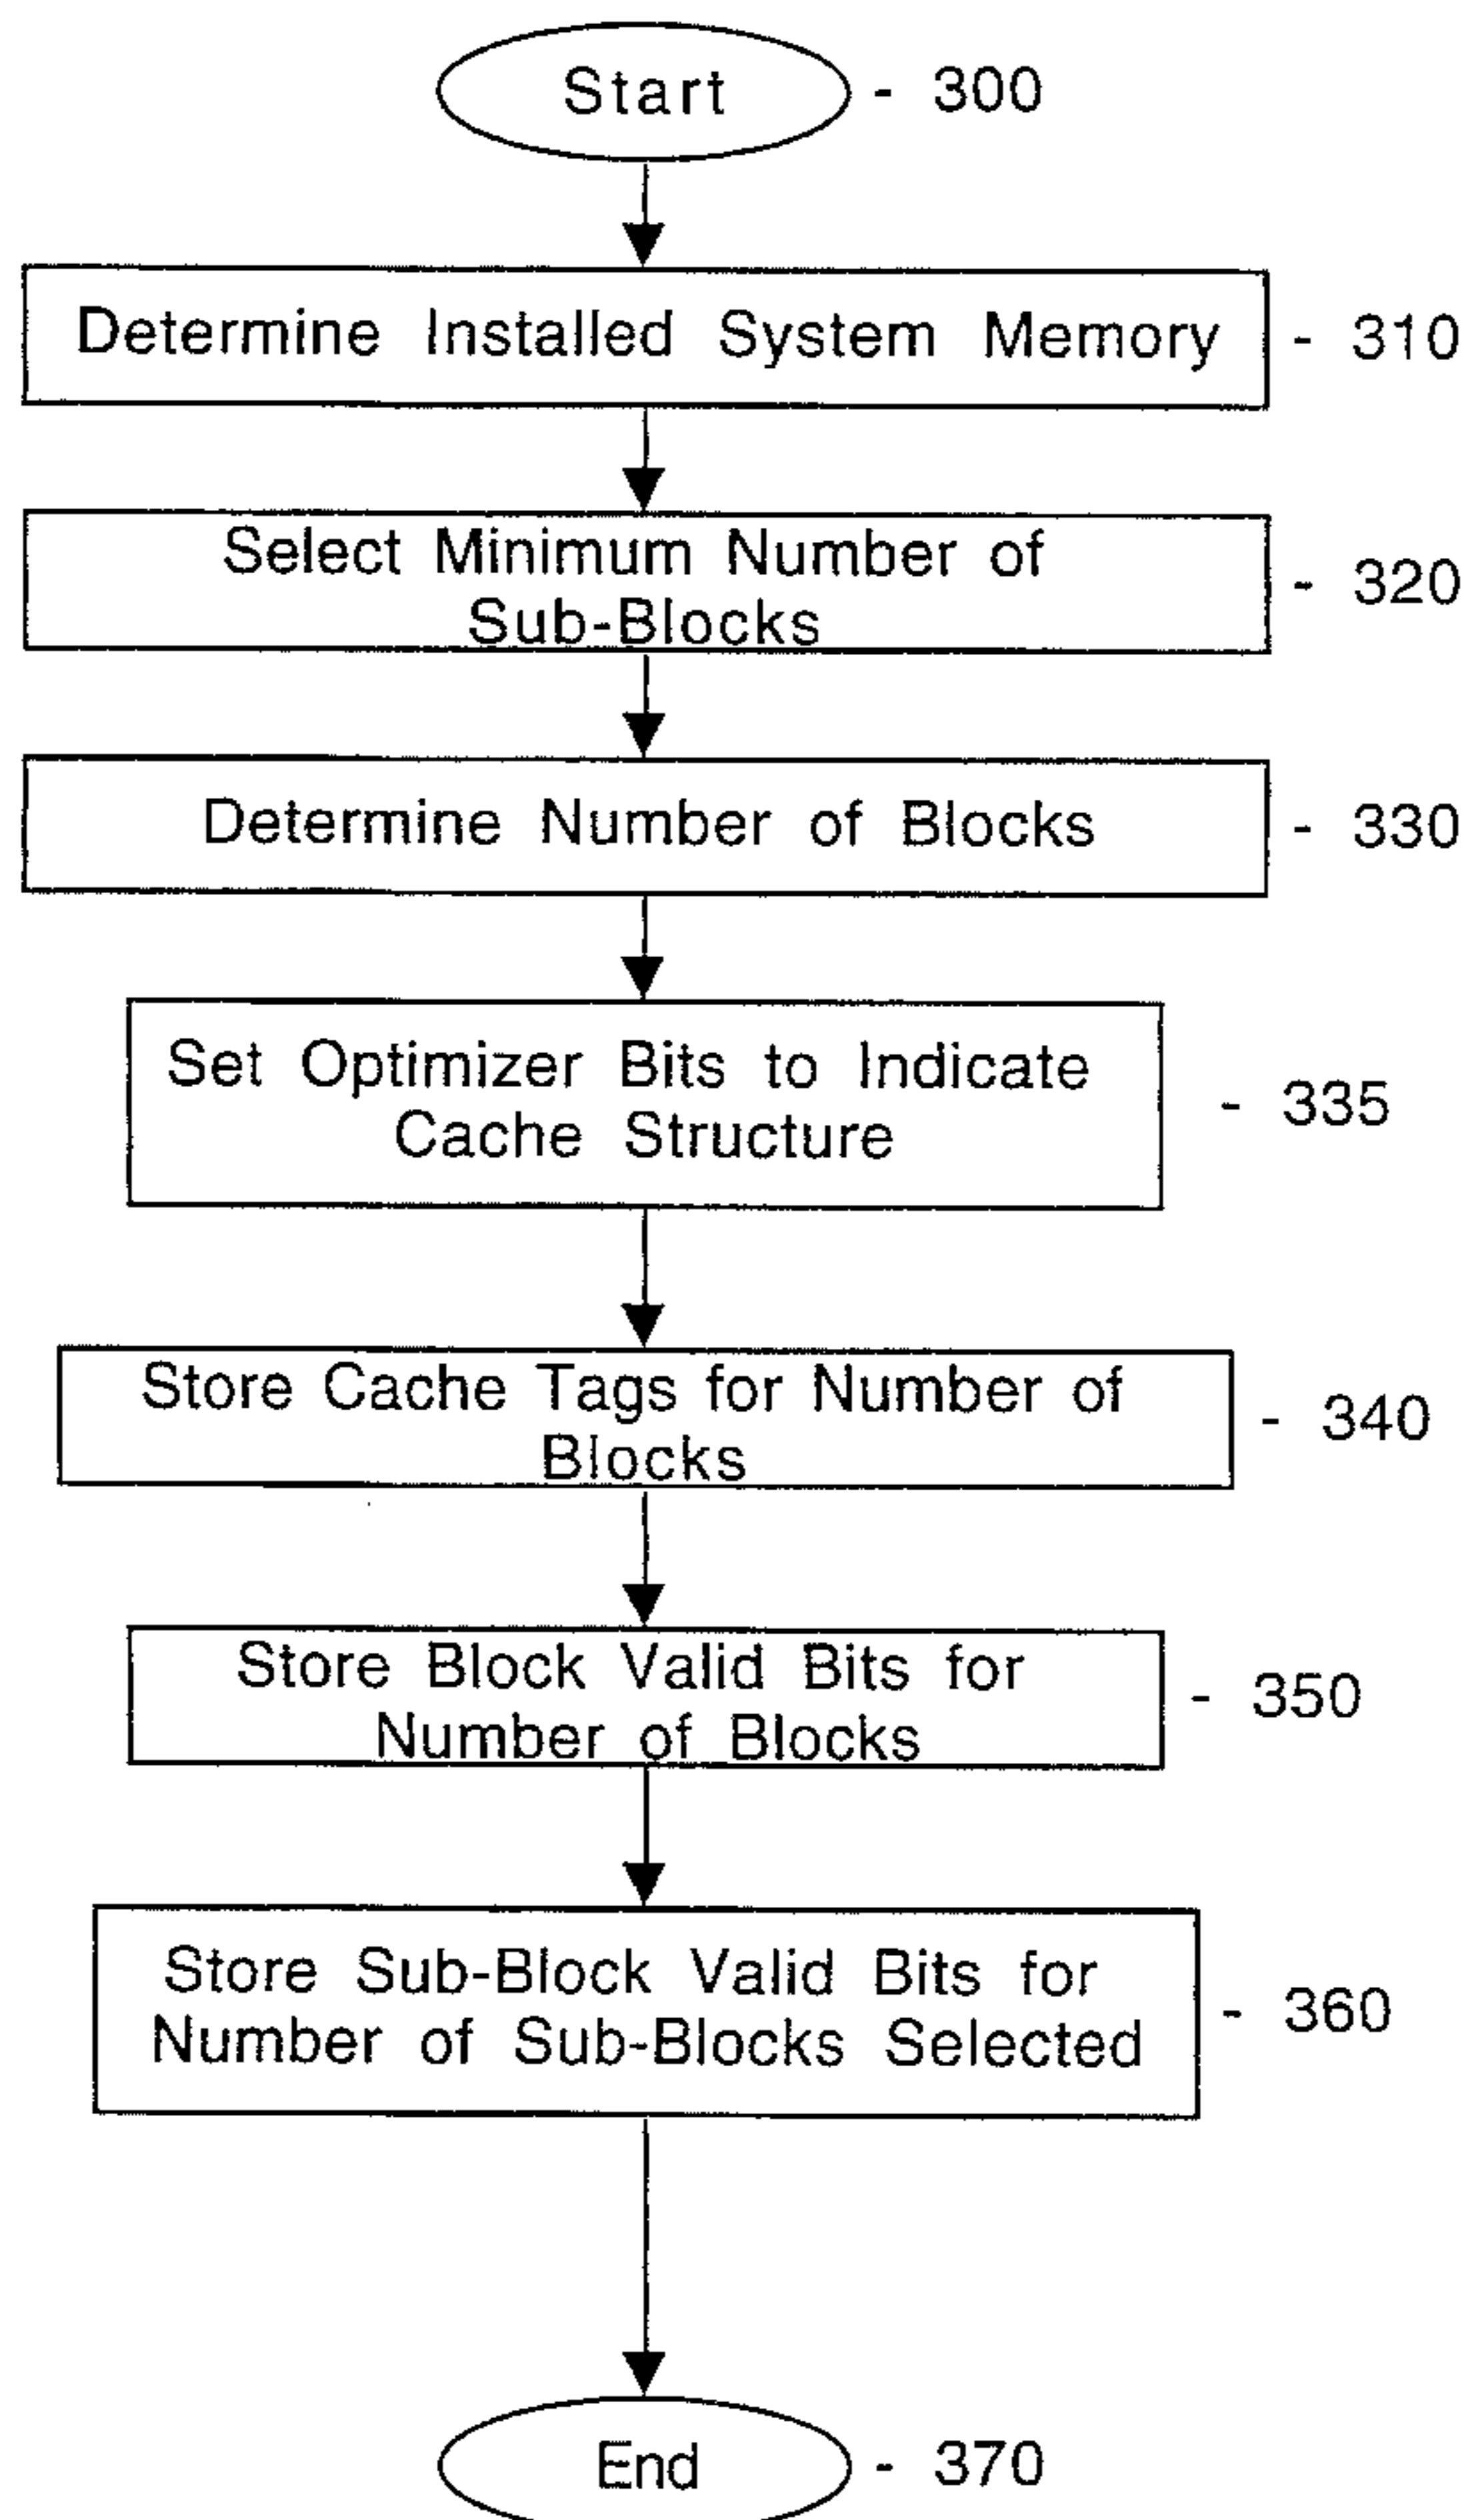 Start - 300
Determine Installed System Memory - 310
Select Minimum Number of
Sub-Blocks - 320
Determine Number of Blocks - 330
Set Optimizer Bits to Indicate
Cache Structure - 335
Store Cache Tags for Number of
Blocks - 340
Store Block Valid Bits for
Number of Blocks - 350
Store Sub-Block Valid Bits for
Number of Sub-Blocks Selected - 360
End - 370